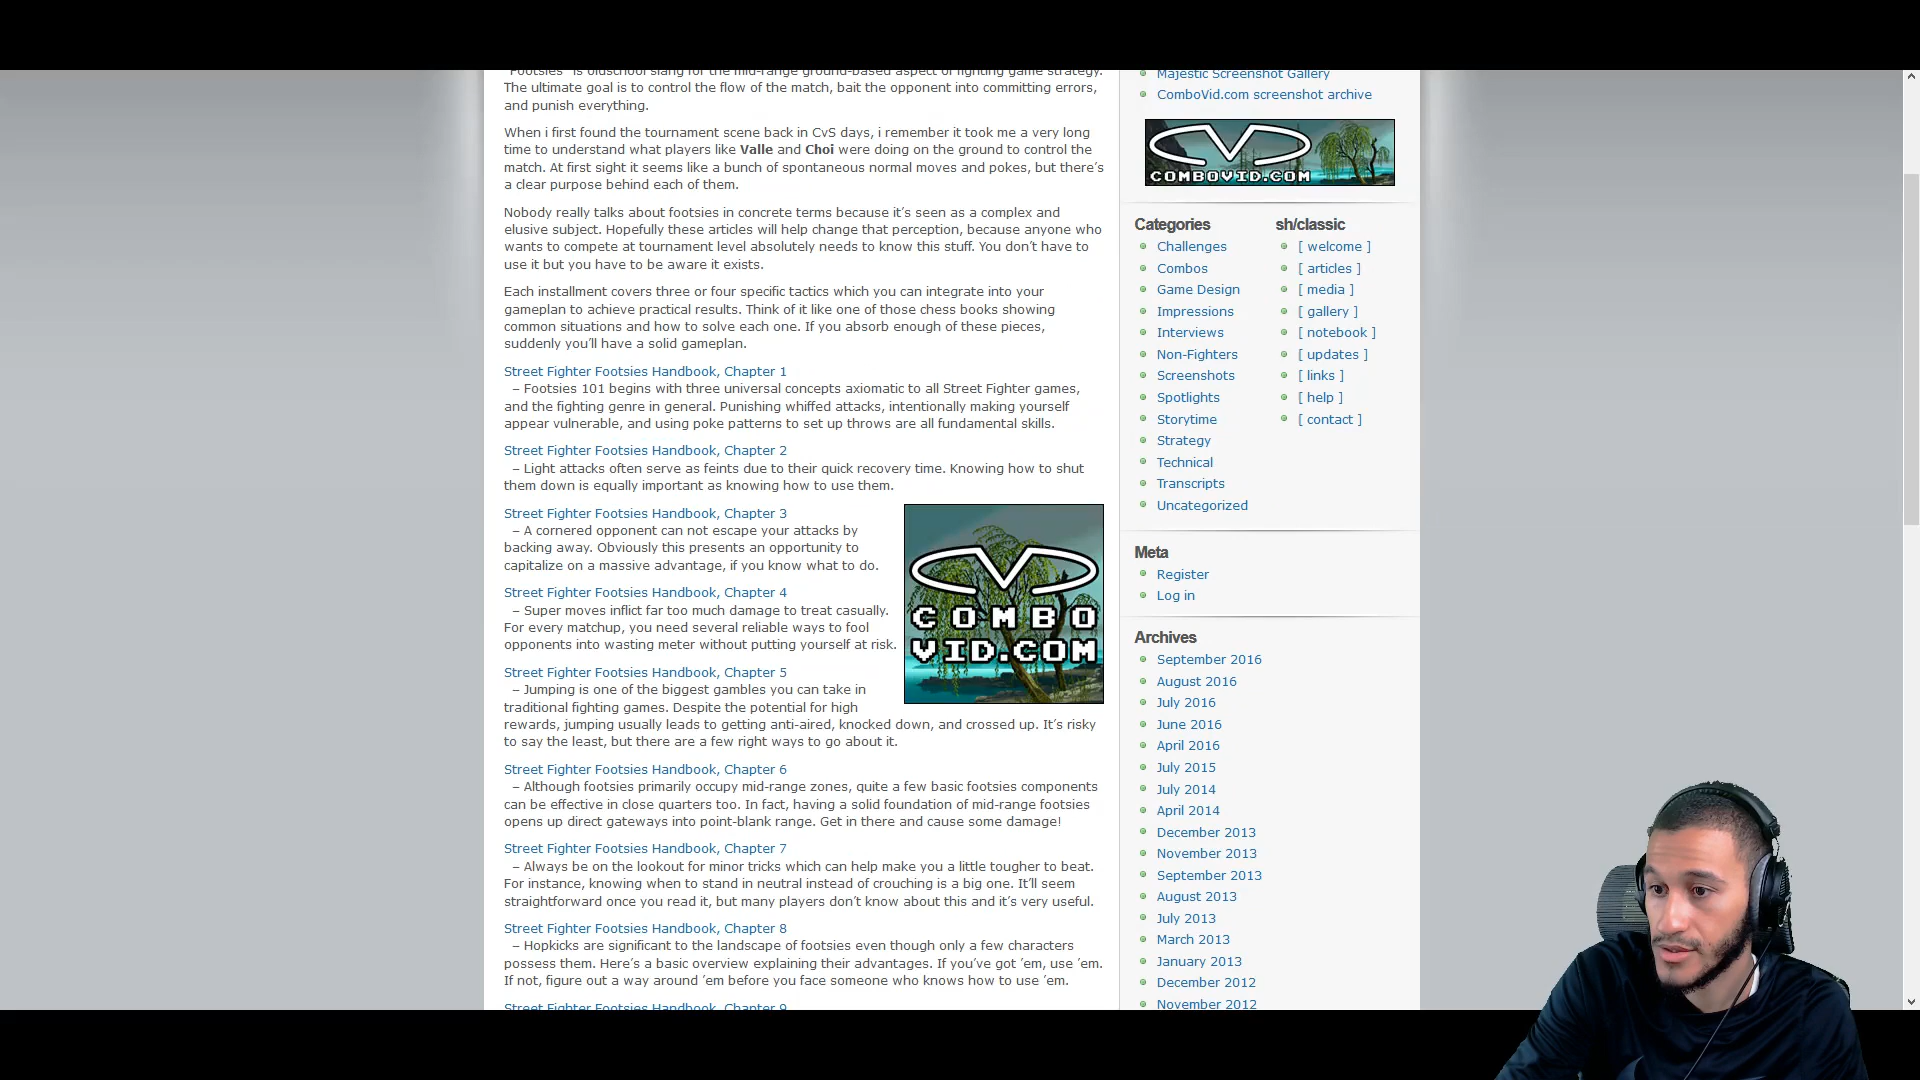 "Footsies" is oldschool slang for the mid-range ground-based aspect of fighting game strategy.
The ultimate goal is to control the flow of the match, bait the opponent into committing errors,
and punish everything.
When i first found the tournament scene back in CvS days, i remember it took me a very long
time to understand what players like Valle and Choi were doing on the ground to control the
match. At first sight it seems like a bunch of spontaneous normal moves and pokes, but there's
a clear purpose behind each of them.
Nobody really talks about footsies in concrete terms because it's seen as a complex and
elusive subject. Hopefully these articles will help change that perception, because anyone who
wants to compete at tournament level absolutely needs to know this stuff. You don't have to
use it but you have to be aware it exists.
Each installment covers three or four specific tactics which you can integrate into your
gameplan to achieve practical results. Think of it like one of those chess books showing
common situations and how to solve each one. If you absorb enough of these pieces,
suddenly you'll have a solid gameplan.
Street Fighter Footsies Handbook, Chapter 1
– Footsies 101 begins with three universal concepts axiomatic to all Street Fighter games,
and the fighting genre in general. Punishing whiffed attacks, intentionally making yourself
appear vulnerable, and using poke patterns to set up throws are all fundamental skills.
Street Fighter Footsies Handbook, Chapter 2
– Light attacks often serve as feints due to their quick recovery time. Knowing how to shut
them down is equally important as knowing how to use them.
Street Fighter Footsies Handbook, Chapter 3
– A cornered opponent can not escape your attacks by
backing away. Obviously this presents an opportunity to
capitalize on a massive advantage, if you know what to do.
Street Fighter Footsies Handbook, Chapter 4
– Super moves inflict far too much damage to treat casually.
For every matchup, you need several reliable ways to fool
opponents into wasting meter without putting yourself at risk.
Street Fighter Footsies Handbook, Chapter 5
– Jumping is one of the biggest gambles you can take in
traditional fighting games. Despite the potential for high
rewards, jumping usually leads to getting anti-aired, knocked down, and crossed up. It's risky
to say the least, but there are a few right ways to go about it.
Street Fighter Footsies Handbook, Chapter 6
– Although footsies primarily occupy mid-range zones, quite a few basic footsies components
can be effective in close quarters too. In fact, having a solid foundation of mid-range footsies
opens up direct gateways into point-blank range. Get in there and cause some damage!
Street Fighter Footsies Handbook, Chapter 7
– Always be on the lookout for minor tricks which can help make you a little tougher to beat.
For instance, knowing when to stand in neutral instead of crouching is a big one. It'll seem
straightforward once you read it, but many players don't know about this and it's very useful.
Street Fighter Footsies Handbook, Chapter 8
– Hopkicks are significant to the landscape of footsies even though only a few characters
possess them. Here's a basic overview explaining their advantages. If you've got 'em, use 'em.
If not, figure out a way around 'em before you face someone who knows how to use 'em.
Street Fighter Footsies Handbook, Chapter 9
COMBO
VID.COM
Majestic Screenshot Gallery
ComboVid.com screenshot archive
COMBOVID.COM
Categories
Challenges
Combos
Game Design
Impressions
Interviews
Non-Fighters
Screenshots
Spotlights
Storytime
Strategy
Technical
Transcripts
Uncategorized
sh/classic
[ welcome ]
[ articles ]
[ media ]
[ gallery ]
[ notebook ]
[ updates ]
[ links ]
[ help ]
[ contact ]
Meta
Register
Log in
Archives
September 2016
August 2016
July 2016
June 2016
April 2016
July 2015
July 2014
April 2014
December 2013
November 2013
September 2013
August 2013
July 2013
March 2013
January 2013
December 2012
November 2012